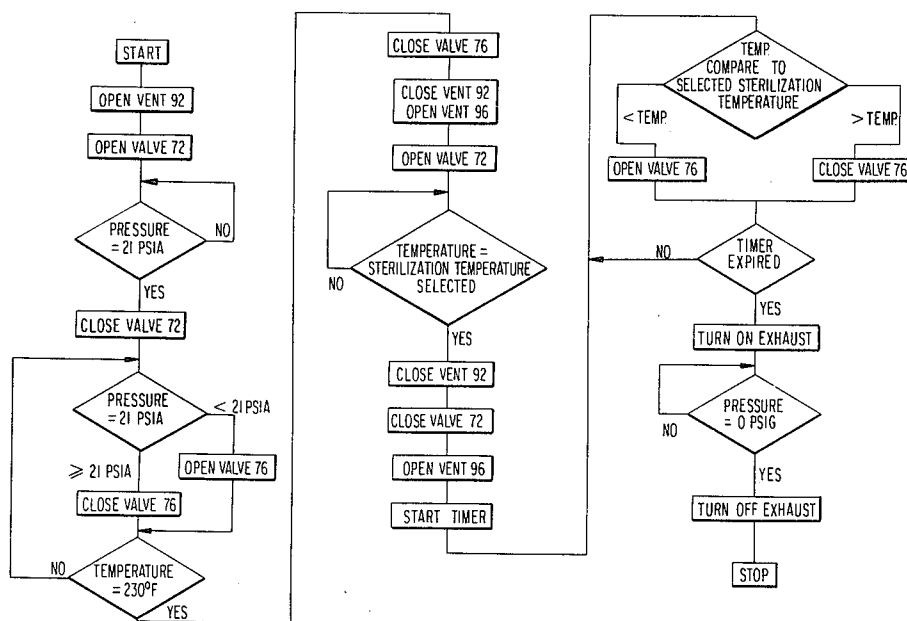 START
OPEN VENT 92
OPEN VALVE 72
PRESSURE
= 21 PSIA
NO
YES
CLOSE VALVE 72
PRESSURE
= 21 PSIA
< 21 PSIA
⩾ 21 PSIA
OPEN VALVE 76
CLOSE VALVE 76
TEMPERATURE
= 230°F
NO
YES
CLOSE VALVE 76
CLOSE VENT 92
OPEN VENT 96
OPEN VALVE 72
TEMPERATURE =
STERILIZATION TEMPERATURE
SELECTED
NO
YES
CLOSE VENT 92
CLOSE VALVE 72
OPEN VENT 96
START TIMER
TEMP.
COMPARE TO
SELECTED STERILIZATION
TEMPERATURE
< TEMP.
> TEMP.
OPEN VALVE 76
CLOSE VALVE 76
TIMER
EXPIRED
NO
YES
TURN ON EXHAUST
PRESSURE
= 0 PSIG
NO
YES
TURN OFF EXHAUST
STOP